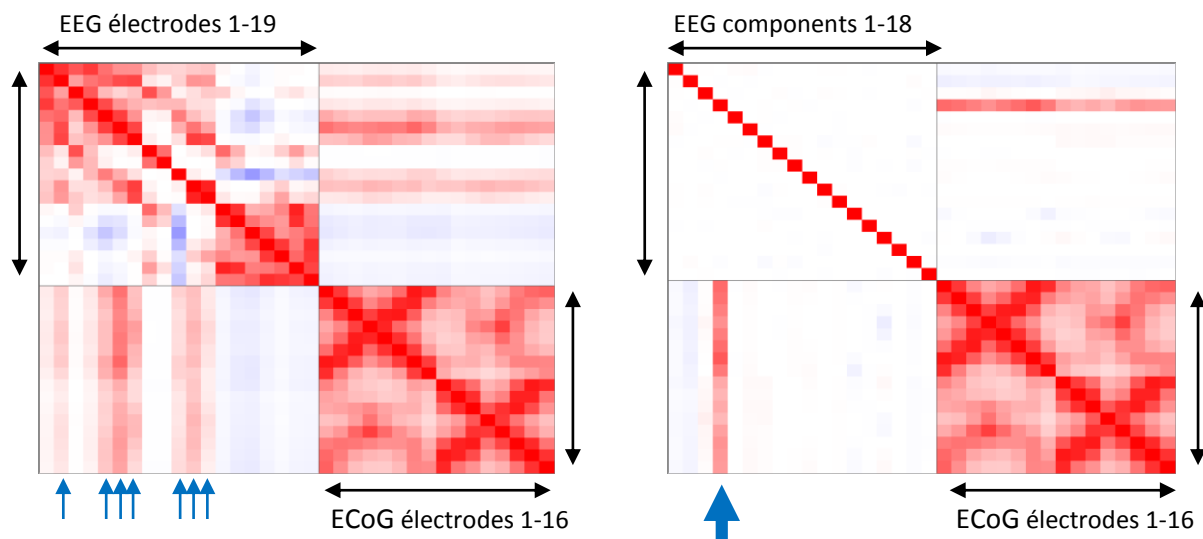 EEG électrodes 1-19
EEG components 1-18
ECoG électrodes 1-16
ECoG électrodes 1-16